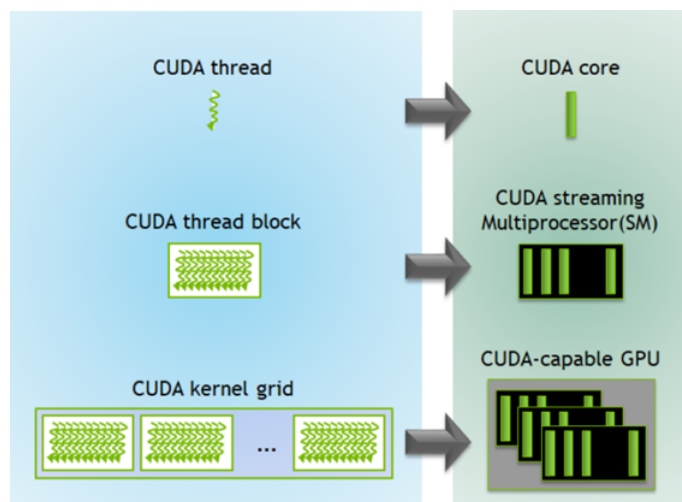 CUDA thread
CUDA core
CUDA thread block
CUDA streaming
Multiprocessor(SM)
CUDA kernel grid
CUDA-capable GPU
...